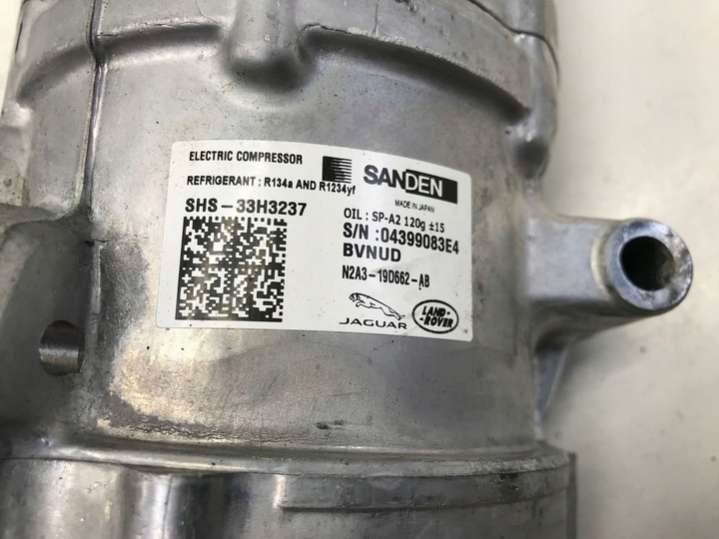 ELECTRIC COMPRESSOR
SANDEN
REFRIGERANT : R134a AND R1234yf
MADE IN JAPAN
SHS-33H3237
OIL : SP-A2 120g ±15
S/N :04399083E4
BVNUD
N2A3-19D662-AB
JAGUAR
LAND-
-ROVER